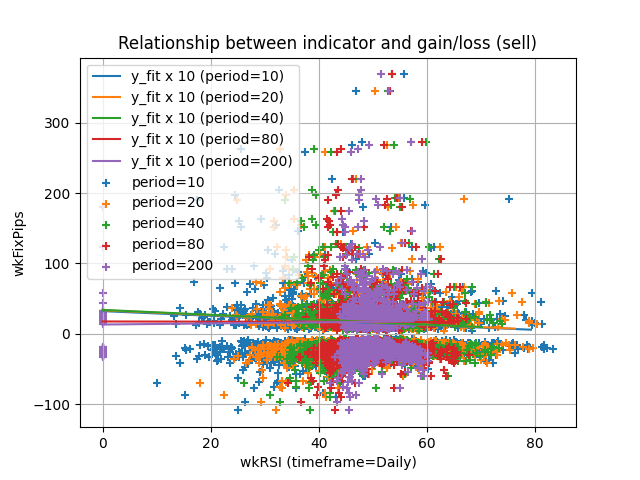 Relationship between indicator and gain/loss (sell)
y_fit x 10 (period=10)
y_fit x 10 (period=20)
y_fit x 10 (period=40)
y_fit x 10 (period=80)
y_fit x 10 (period=200)
period=10
period=20
period=40
period=80
period=200
wkFixPips
300
200
100
0
−100
0 20 40 60 80
wkRSI (timeframe=Daily)